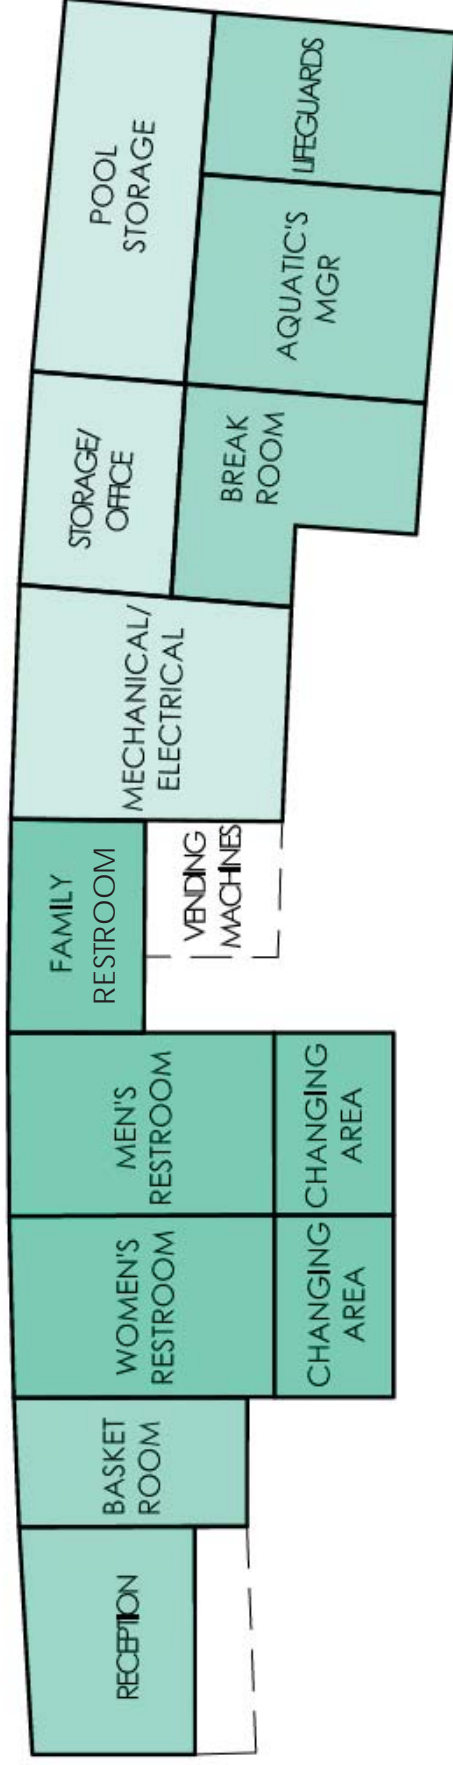 RECEPTION
BASKET
ROOM
WOMEN'S
RESTROOM
CHANGING
AREA
MEN'S
RESTROOM
CHANGING
AREA
FAMILY
RESTROOM
VENDING
MACHINES
MECHANICAL/
ELECTRICAL
STORAGE/
OFFICE
BREAK
ROOM
POOL
STORAGE
AQUATIC'S
MGR
LIFEGUARDS